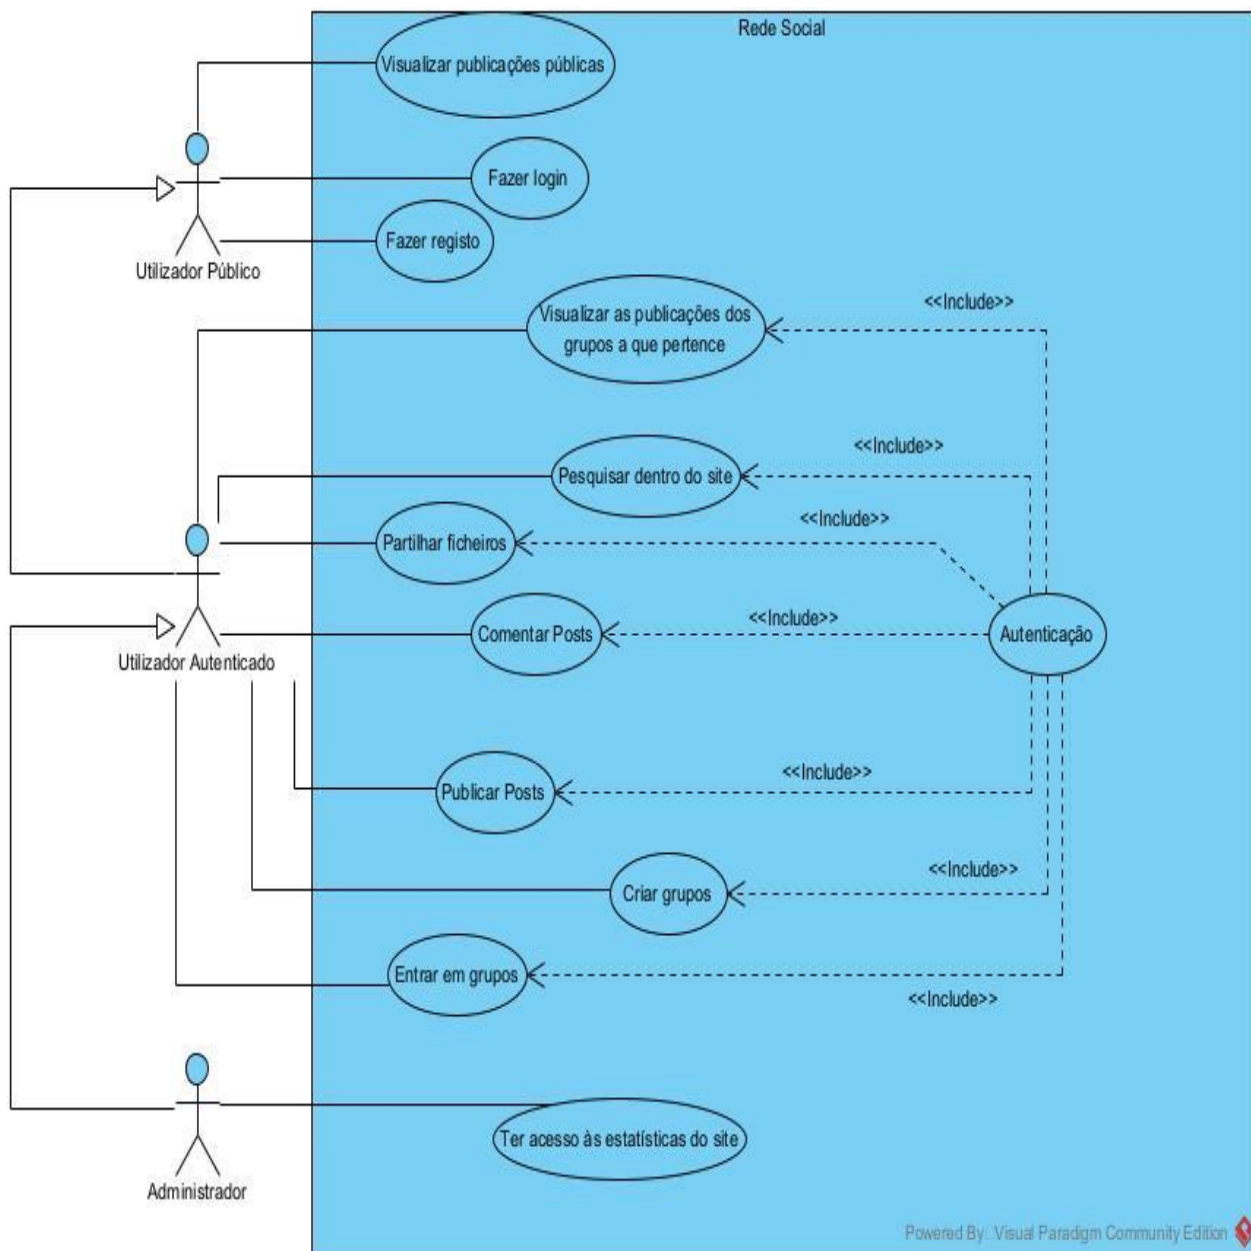 Rede Social
Visualizar publicações públicas
Fazer login
Fazer registo
Utilizador Público
<<Include>>
Visualizar as publicações dos
grupos a que pertence
<<Include>>
Pesquisar dentro do site
<<Include>>
Partilhar ficheiros
<<Include>>
Comentar Posts
Autenticação
Utilizador Autenticado
<<Include>>
Publicar Posts
<<Include>>
Criar grupos
Entrar em grupos
<<Include>>
Ter acesso às estatísticas do site
Administrador
Powered By Visual Paradigm Community Edition